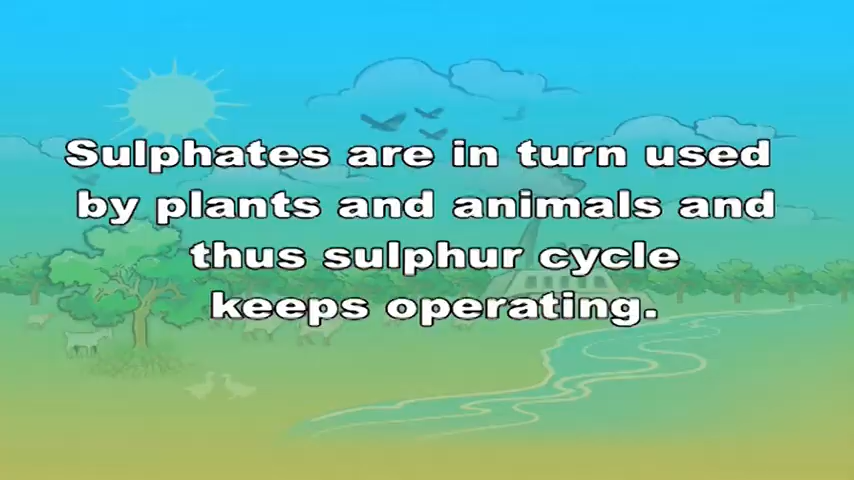 Sulphates are in turn used
by plants and animals and
thus sulphur cycle
keeps operating.